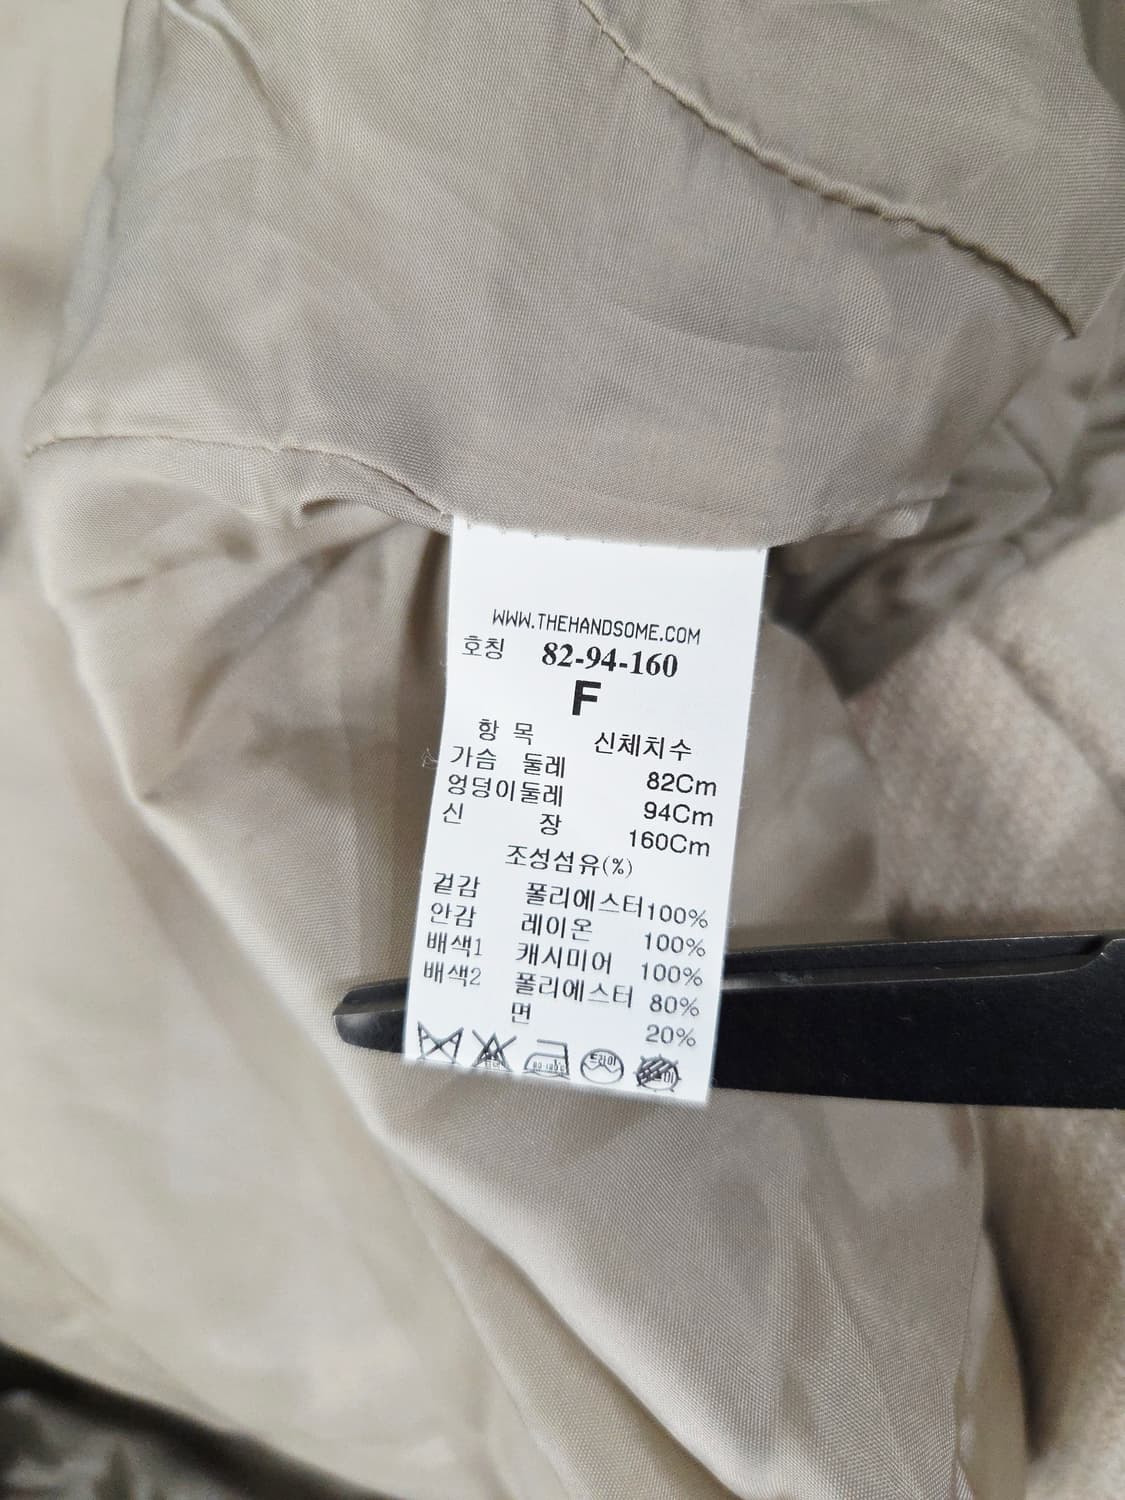 WWW.THEHANDSOME.COM
호칭 82-94-160
F
항 목 신체치수
가슴 둘레 82Cm
엉덩이둘레 94Cm
신 장 160Cm
조성섬유(%)
겉감 폴리에스터100%
안감 레이온 100%
배색1 캐시미어 100%
배색2 폴리에스터 80%
면 20%
드라이